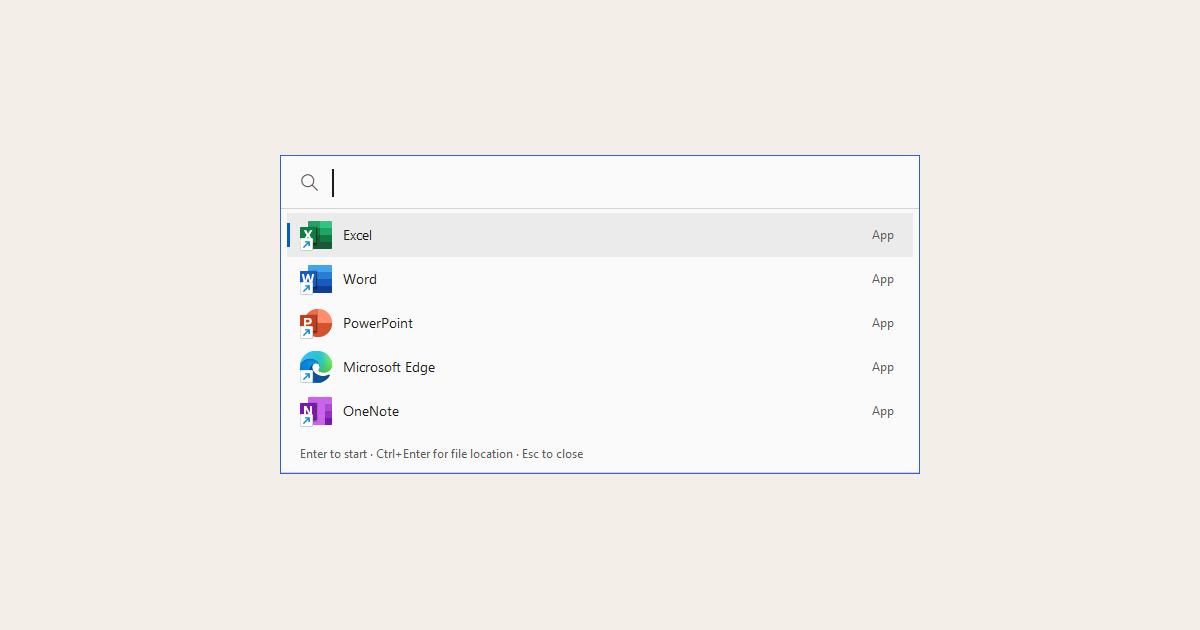 Excel App
Word App
PowerPoint App
Microsoft Edge App
OneNote App
Enter to start · Ctrl+Enter for file location · Esc to close